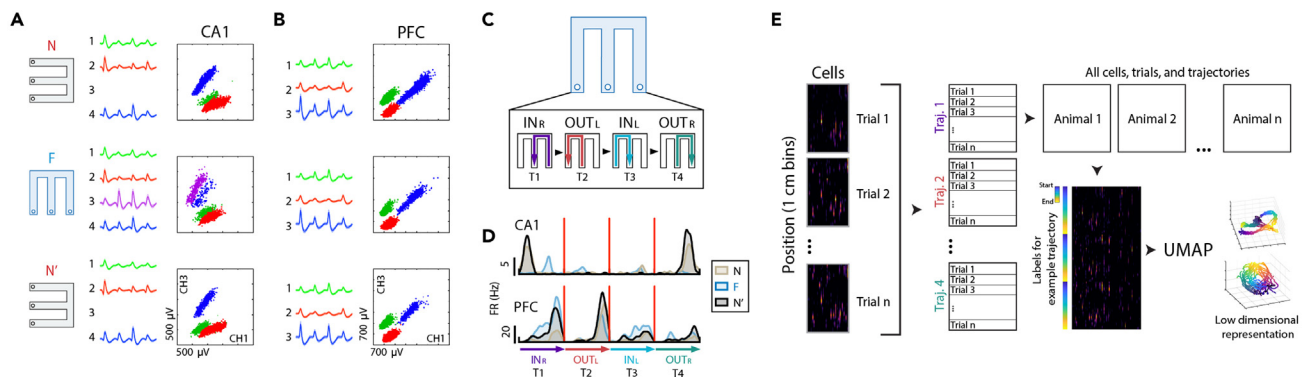 A
N
1
2
3
4
CA1
F
1
2
3
4
N'
1
2
4
CH3
CH1
500 µV
500 µV
B
PFC
1
2
3
1
2
3
1
2
3
CH3
CH1
700 µV
700 µV
C
INR OUTL INL OUTR
T1 T2 T3 T4
D
CA1
5
PFC
20
FR (Hz)
N
F
N'
INR OUTL INL OUTR
T1 T2 T3 T4
E
Cells
Position (1 cm bins)
Trial 1
Trial 2
...
Trial n
Traj. 1
Trial 1
Trial 2
Trial 3
...
Trial n
Traj. 2
Trial 1
Trial 2
Trial 3
...
Trial n
...
Traj. 4
Trial 1
Trial 2
Trial 3
...
Trial n
All cells, trials, and trajectories
Animal 1
Animal 2
...
Animal n
Start
End
Labels for
example trajectory
UMAP
Low dimensional
representation